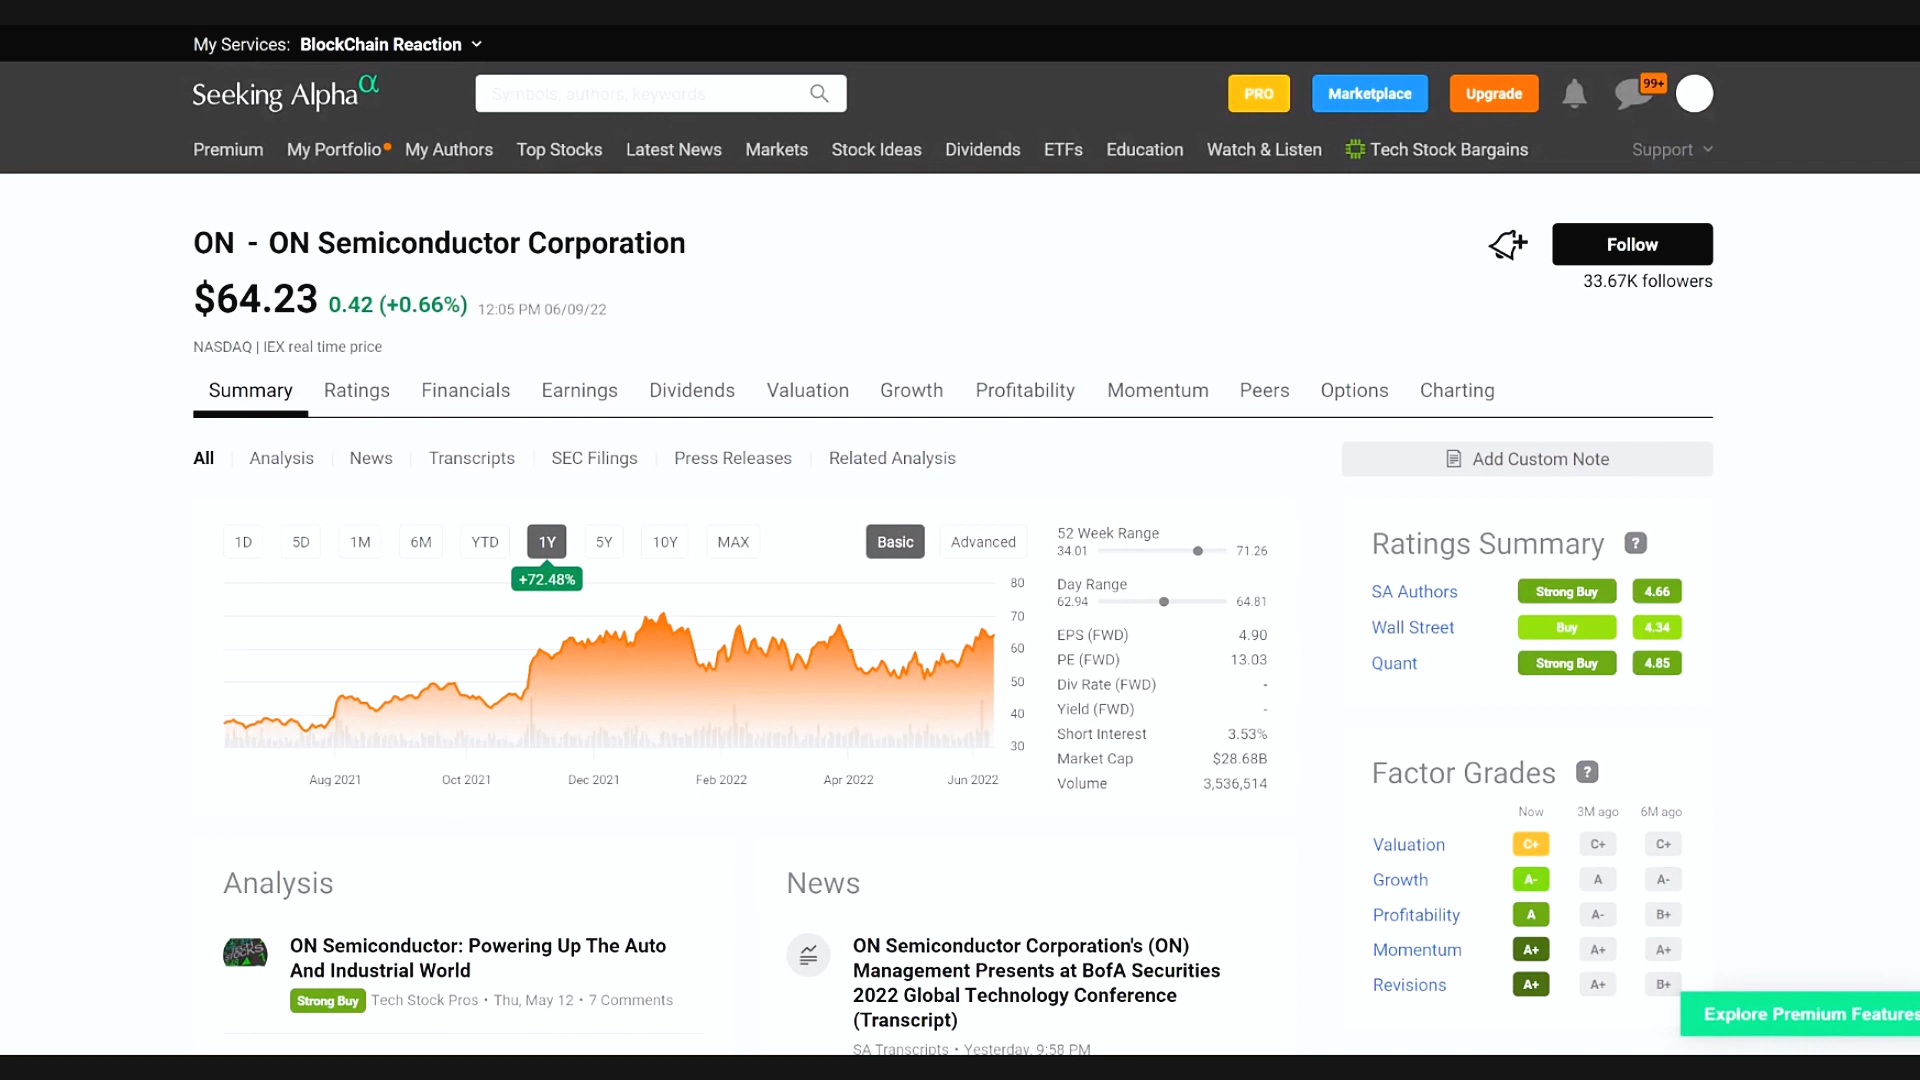 My Services: BlockChain Reaction
Seeking Alpha α
Symbols, authors, keywords
PRO
Marketplace
Upgrade
99+
Premium My Portfolio My Authors Top Stocks Latest News Markets Stock Ideas Dividends ETFs Education Watch & Listen Tech Stock Bargains Support
ON - ON Semiconductor Corporation
Follow
33.67K followers
$64.23 0.42 (+0.66%) 12:05 PM 06/09/22
NASDAQ | IEX real time price
Summary Ratings Financials Earnings Dividends Valuation Growth Profitability Momentum Peers Options Charting
All Analysis News Transcripts SEC Filings Press Releases Related Analysis
Add Custom Note
1D 5D 1M 6M YTD 1Y 5Y 10Y MAX Basic Advanced
+72.48%
80
70
60
50
40
30
Aug 2021 Oct 2021 Dec 2021 Feb 2022 Apr 2022 Jun 2022
52 Week Range
34.01 71.26
Day Range
62.94 64.81
EPS (FWD) 4.90
PE (FWD) 13.03
Div Rate (FWD) -
Yield (FWD) -
Short Interest 3.53%
Market Cap $28.68B
Volume 3,536,514
Ratings Summary ?
SA Authors Strong Buy 4.66
Wall Street Buy 4.34
Quant Strong Buy 4.85
Factor Grades ?
Now 3M ago 6M ago
Valuation C+ C+ C+
Growth A- A A-
Profitability A A- B+
Momentum A+ A+ A+
Revisions A+ A+ B+
Explore Premium Features
Analysis
ON Semiconductor: Powering Up The Auto
And Industrial World
Strong Buy Tech Stock Pros • Thu, May 12 • 7 Comments
News
ON Semiconductor Corporation's (ON)
Management Presents at BofA Securities
2022 Global Technology Conference
(Transcript)
SA Transcripts • Yesterday, 9:58 PM